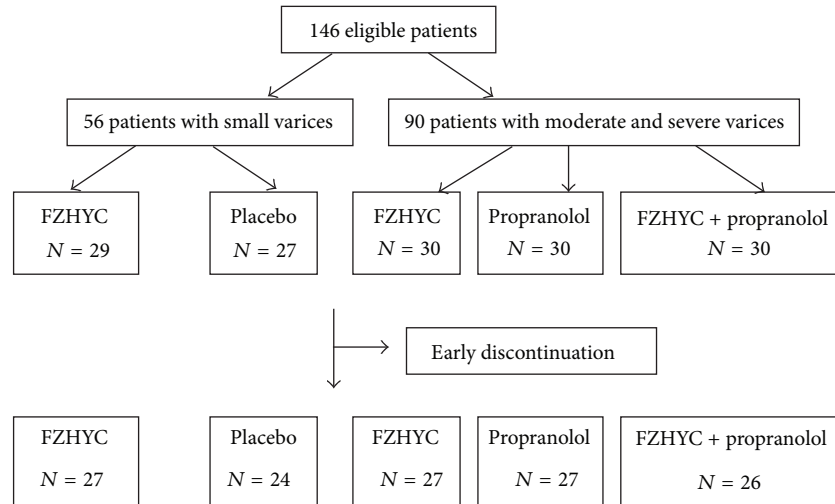 146 eligible patients
56 patients with small varices
90 patients with moderate and severe varices
FZHYC
N = 29
Placebo
N = 27
FZHYC
N = 30
Propranolol
N = 30
FZHYC + propranolol
N = 30
Early discontinuation
FZHYC
N = 27
Placebo
N = 24
FZHYC
N = 27
Propranolol
N = 27
FZHYC + propranolol
N = 26